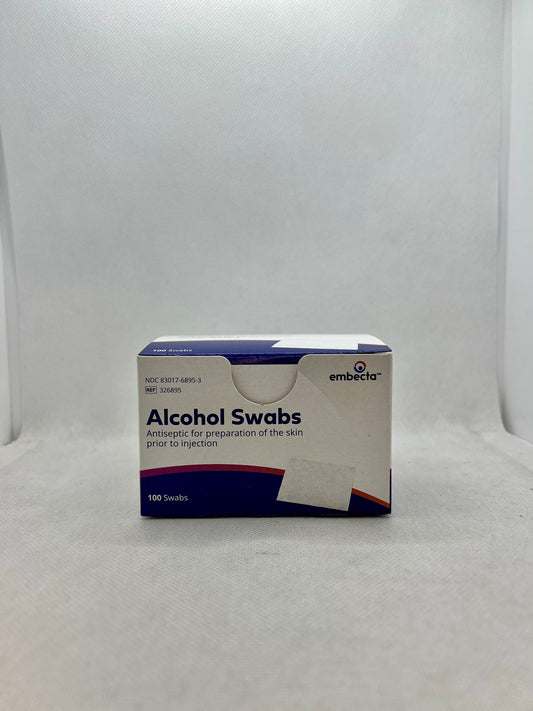 100 Swabs
NDC 83017-6895-3
REF 326895
embecta™
Alcohol Swabs
Antiseptic for preparation of the skin
prior to injection
100 Swabs